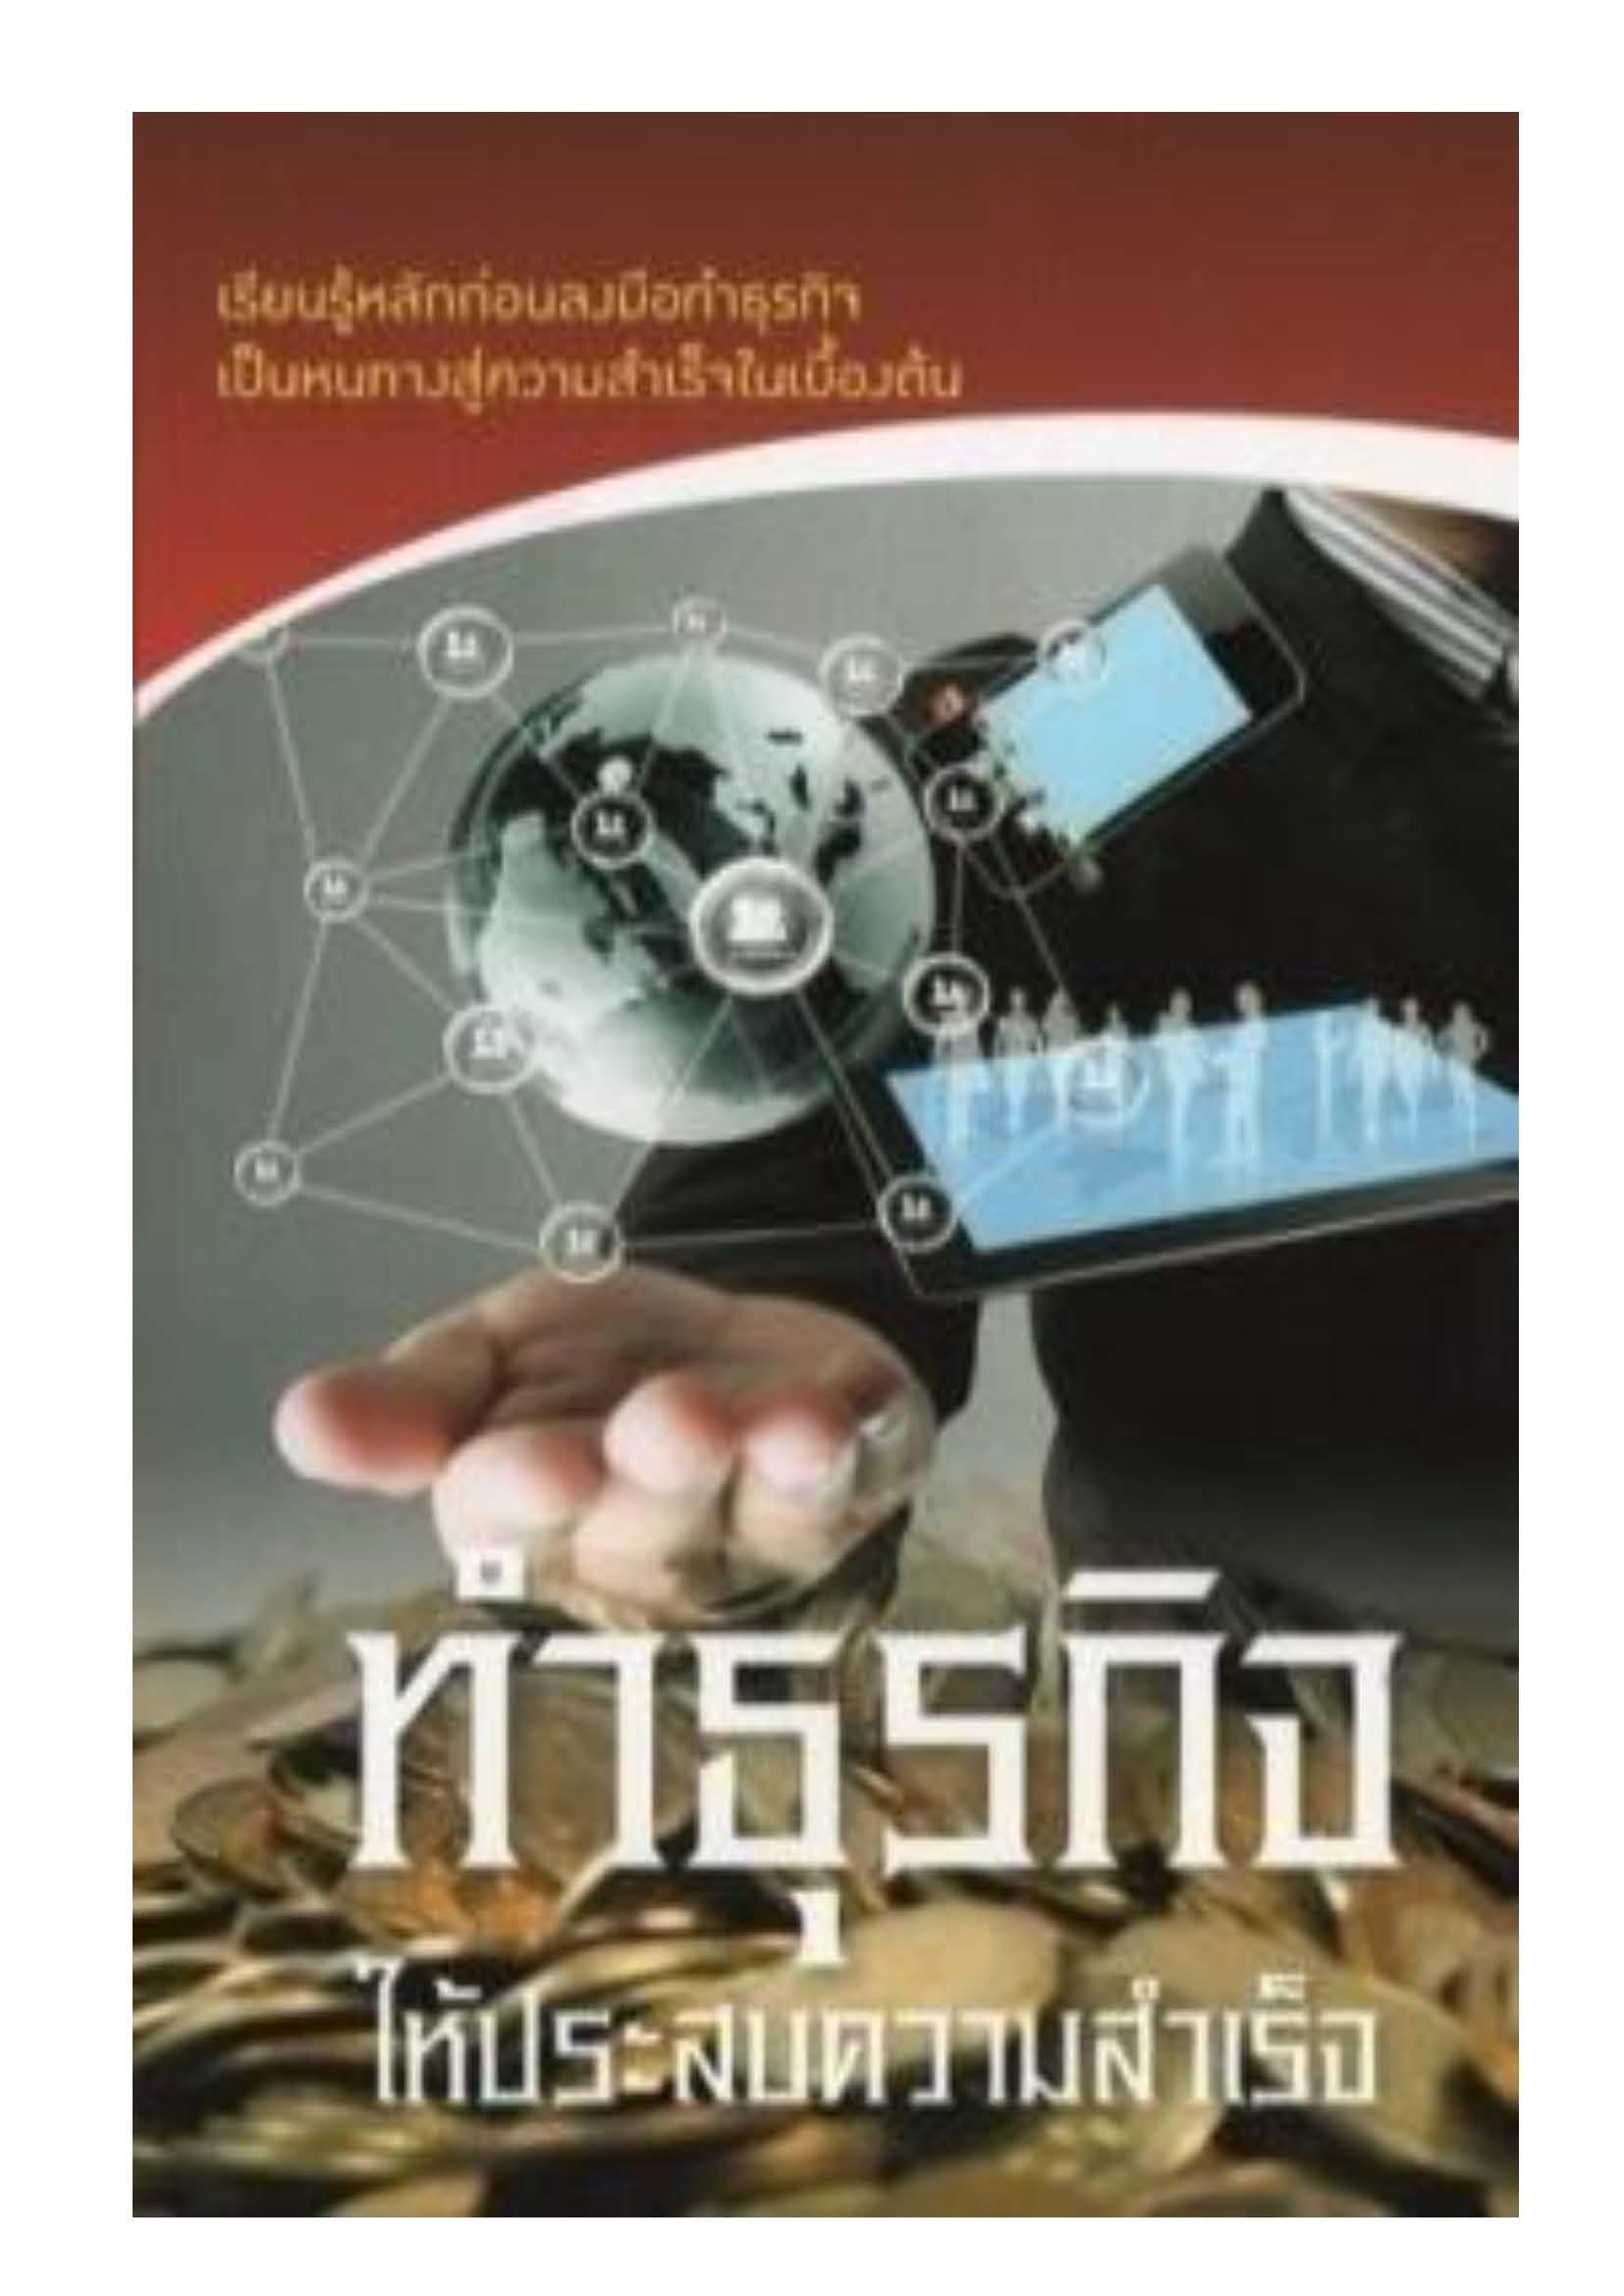 เรียนรู้หลักก่อนลงมือทำธุรกิจ
เป็นหนทางสู่ความสำเร็จในเบื้องต้น
ทำธุรกิจ
ให้ประสบความสำเร็จ